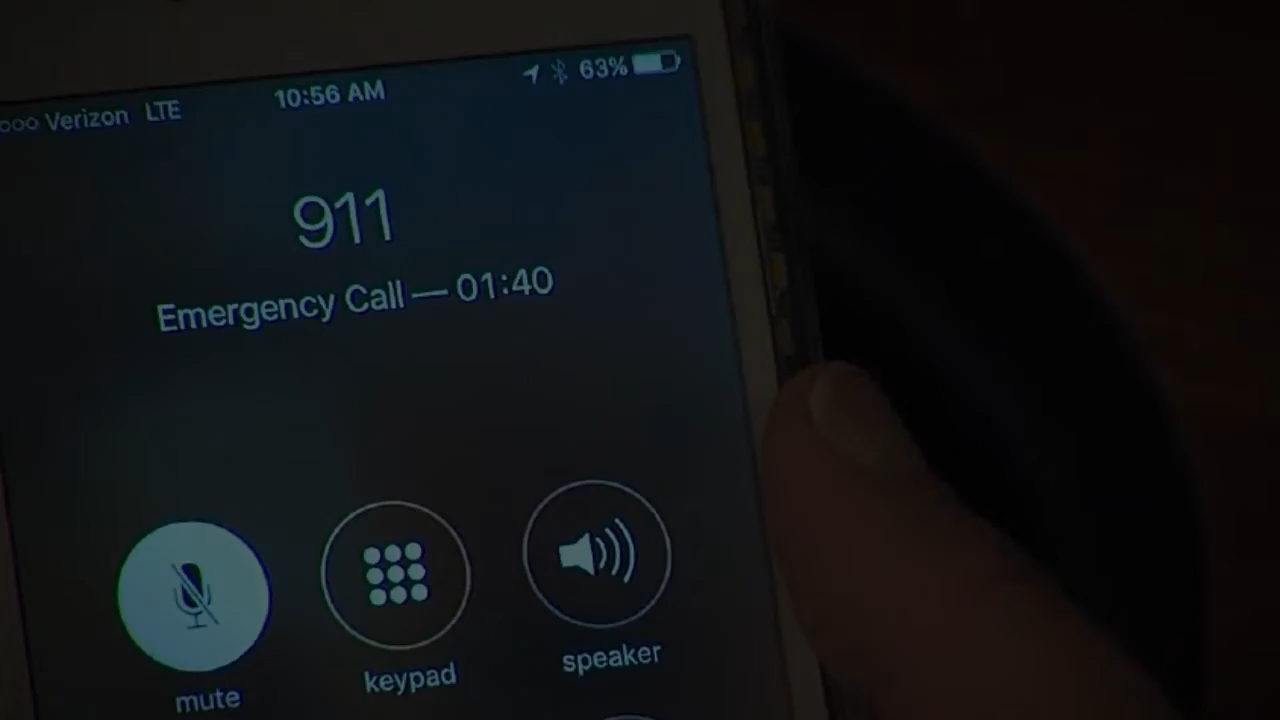 Verizon LTE 10:56 AM 63%
911
Emergency Call — 01:40
mute keypad speaker